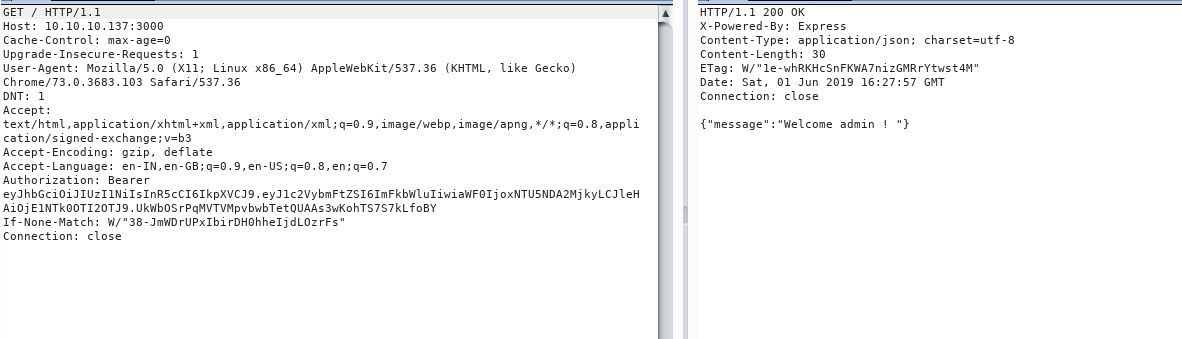 GET / HTTP/1.1
Host: 10.10.10.137:3000
Cache-Control: max-age=0
Upgrade-Insecure-Requests: 1
User-Agent: Mozilla/5.0 (X11; Linux x86_64) AppleWebKit/537.36 (KHTML, like Gecko)
Chrome/73.0.3683.103 Safari/537.36
DNT: 1
Accept:
text/html,application/xhtml+xml,application/xml;q=0.9,image/webp,image/apng,*/*;q=0.8,appli
cation/signed-exchange;v=b3
Accept-Encoding: gzip, deflate
Accept-Language: en-IN,en-GB;q=0.9,en-US;q=0.8,en;q=0.7
Authorization: Bearer
eyJhbGciOiJIUzI1NiIsInR5cCI6IkpXVCJ9.eyJ1c2VybmFtZSI6ImFkbWluIiwiaWF0IjoxNTU5NDA2MjkyLCJleH
AiOjE1NTk0OTI2OTJ9.UkWbOSrPqMVTVMpvbwbTetQUAAs3wKohTS7S7kLfoBY
If-None-Match: W/"38-JmWDrUPxIbirDH0hheIjdLOzrFs"
Connection: close
HTTP/1.1 200 OK
X-Powered-By: Express
Content-Type: application/json; charset=utf-8
Content-Length: 30
ETag: W/"1e-whRKHcSnFKWA7nizGMRrYtwst4M"
Date: Sat, 01 Jun 2019 16:27:57 GMT
Connection: close
{"message":"Welcome admin ! "}